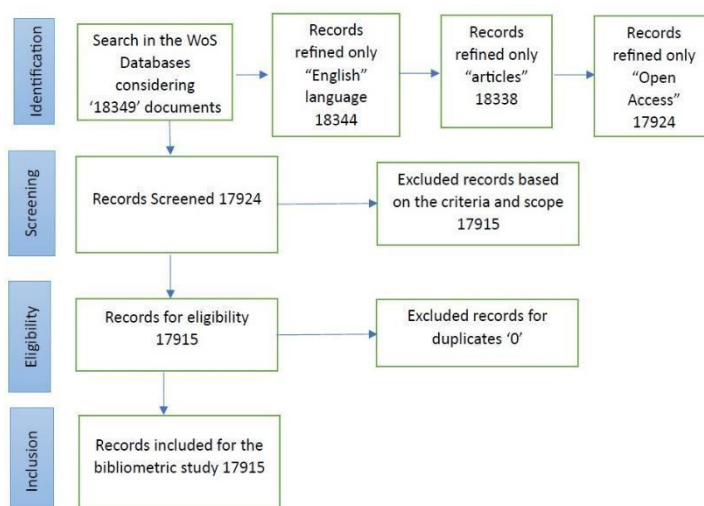 Identification
Search in the WoS
Databases
considering
‘18349’ documents
Records
refined only
“English”
language
18344
Records
refined only
“articles”
18338
Records
refined only
“Open
Access”
17924
Screening
Records Screened 17924
Excluded records based
on the criteria and scope
17915
Eligibility
Records for eligibility
17915
Excluded records for
duplicates ‘0’
Inclusion
Records included for the
bibliometric study 17915